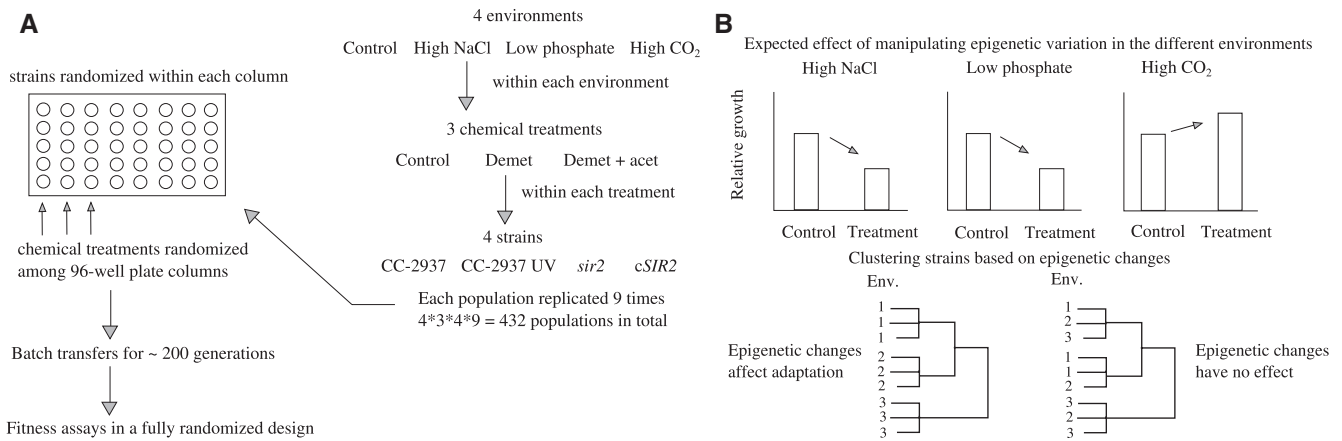 A
4 environments
Control High NaCl Low phosphate High CO₂
within each environment
3 chemical treatments
Control Demet Demet + acet
within each treatment
4 strains
CC-2937 CC-2937 UV sir2 cSIR2
Each population replicated 9 times
4*3*4*9 = 432 populations in total
strains randomized within each column
chemical treatments randomized
among 96-well plate columns
Batch transfers for ~ 200 generations
Fitness assays in a fully randomized design
B
Expected effect of manipulating epigenetic variation in the different environments
High NaCl Low phosphate High CO₂
Relative growth
Control Treatment Control Treatment Control Treatment
Clustering strains based on epigenetic changes
Env.
1
1
1
2
2
2
3
3
3
Epigenetic changes
affect adaptation
Env.
1
2
3
1
1
2
3
2
3
Epigenetic changes
have no effect